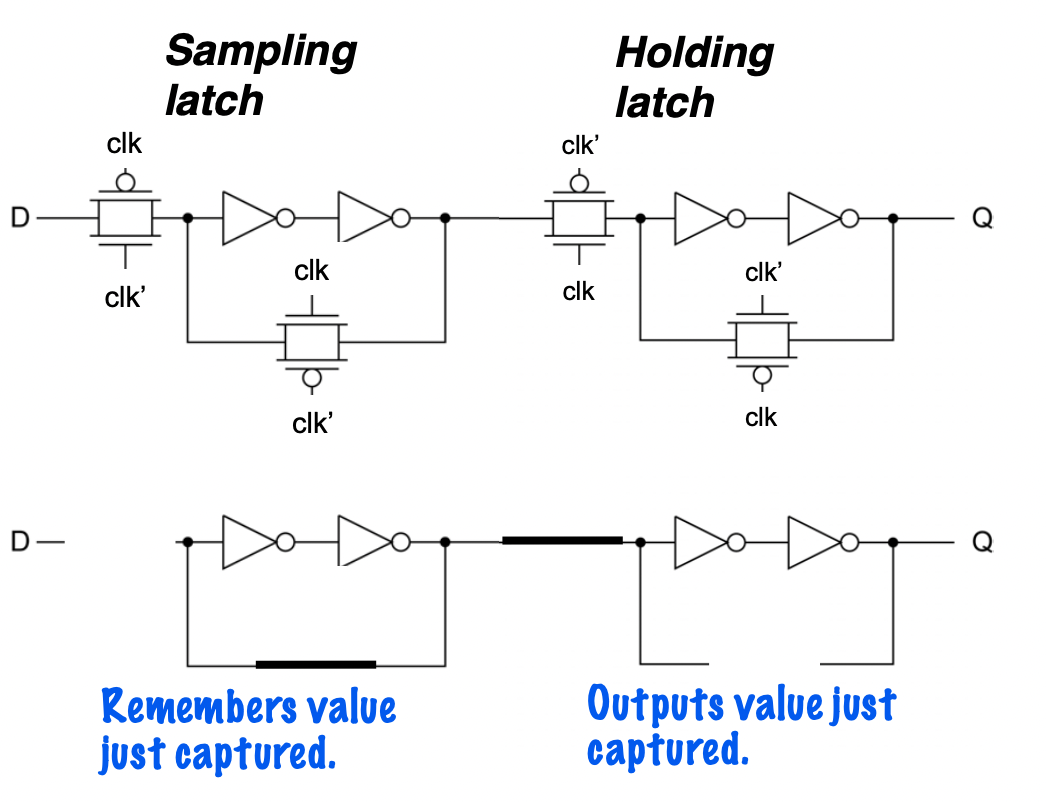 Sampling
latch
Holding
latch
clk
clk’
D
Q
clk’
clk
clk
clk’
clk’
clk
D
Q
Remembers value
just captured.
Outputs value just
captured.